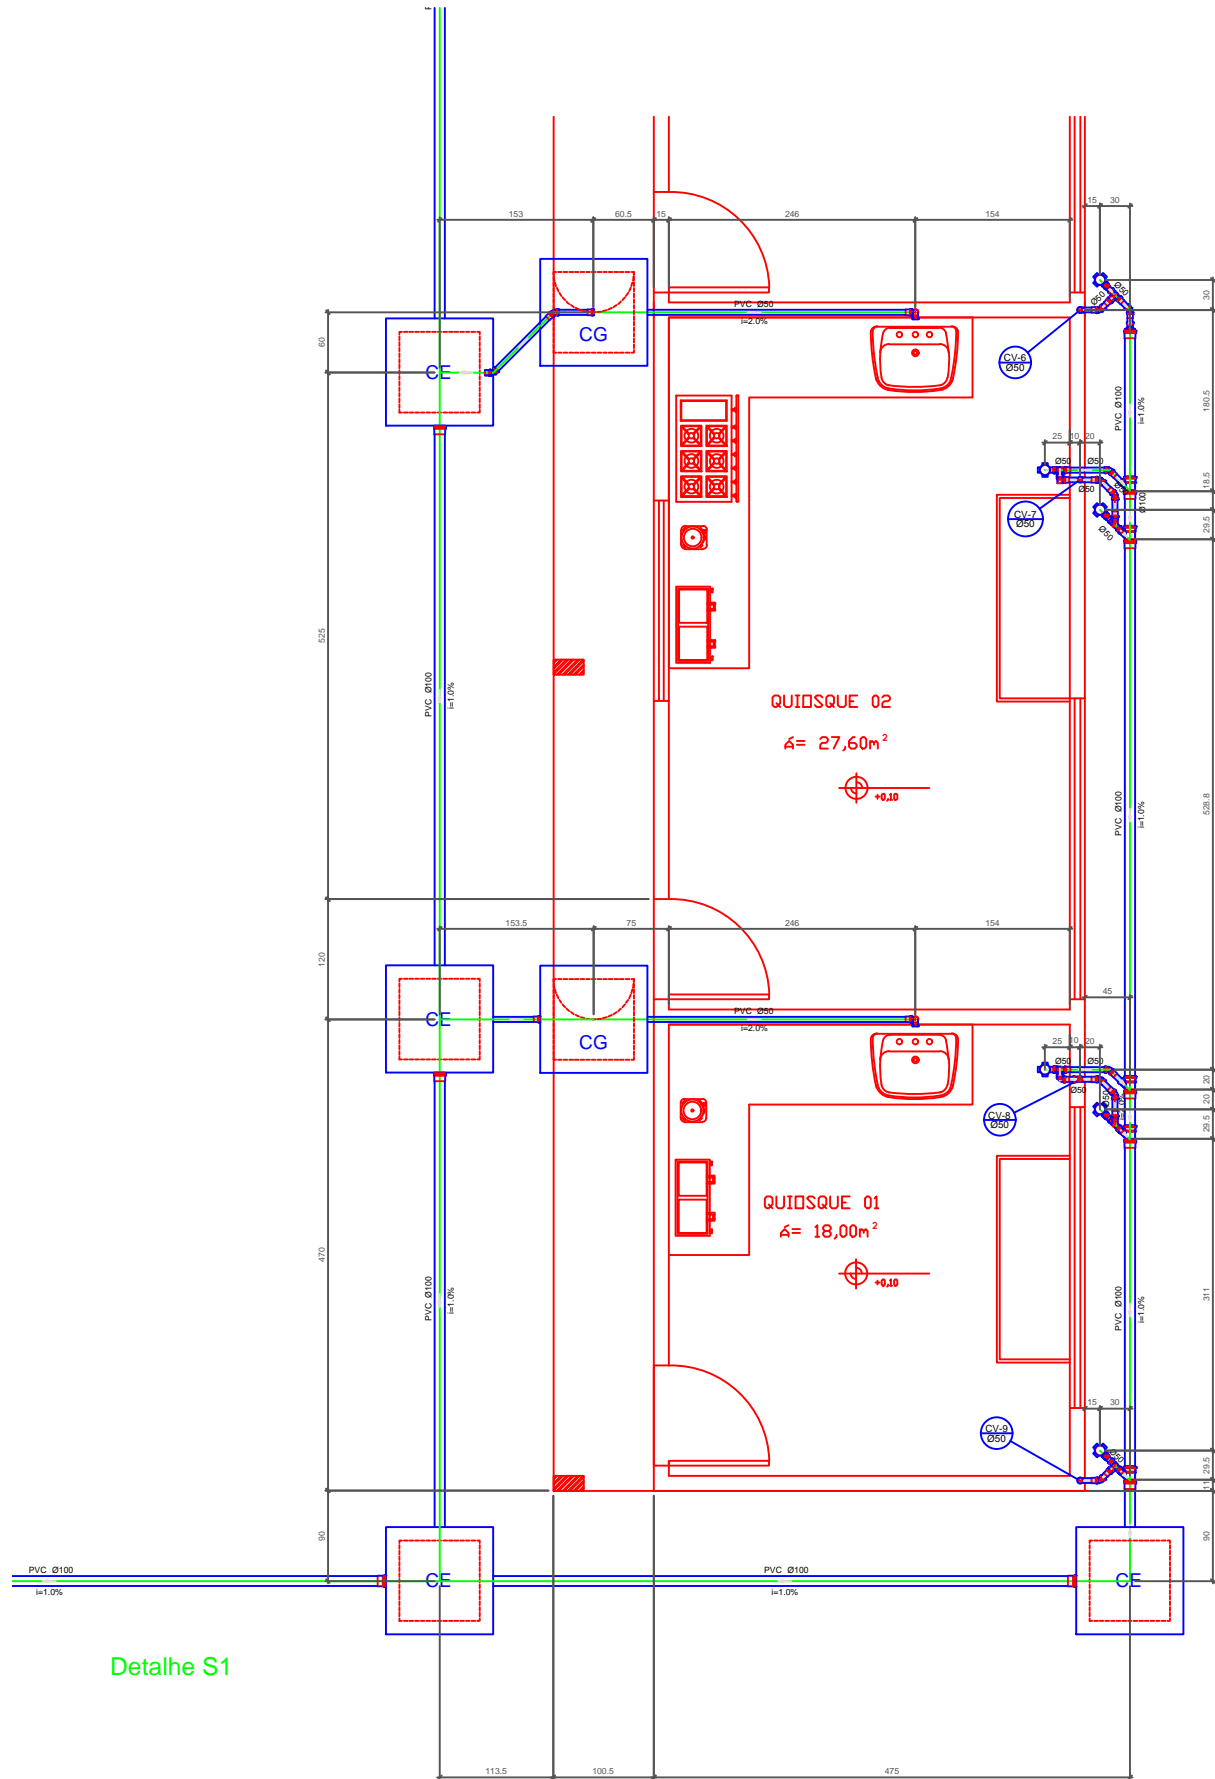 153
60.5
15
246
154
15
30
CG
PVC Ø50
i=2.0%
Ø50
Ø50
30
60
CE
CV-6
Ø50
PVC Ø100
i=1.0%
180.5
25
10
20
Ø50
Ø50
Ø50
CV-7
Ø50
Ø50
Ø100
18.5
29.5
525
PVC Ø100
i=1.0%
QUIOSQUE 02
Á= 27,60m²
+0,10
PVC Ø100
i=1.0%
528.8
153.5
75
246
154
120
45
CE
CG
PVC Ø50
i=2.0%
25
10
20
Ø50
Ø50
Ø50
CV-8
Ø50
Ø50
20
20
29.5
470
PVC Ø100
i=1.0%
QUIOSQUE 01
Á= 18,00m²
+0,10
PVC Ø100
i=1.0%
311
15
30
CV-9
Ø50
Ø50
29.5
11
90
90
PVC Ø100
i=1.0%
CE
PVC Ø100
i=1.0%
CE
Detalhe S1
113.5
100.5
475